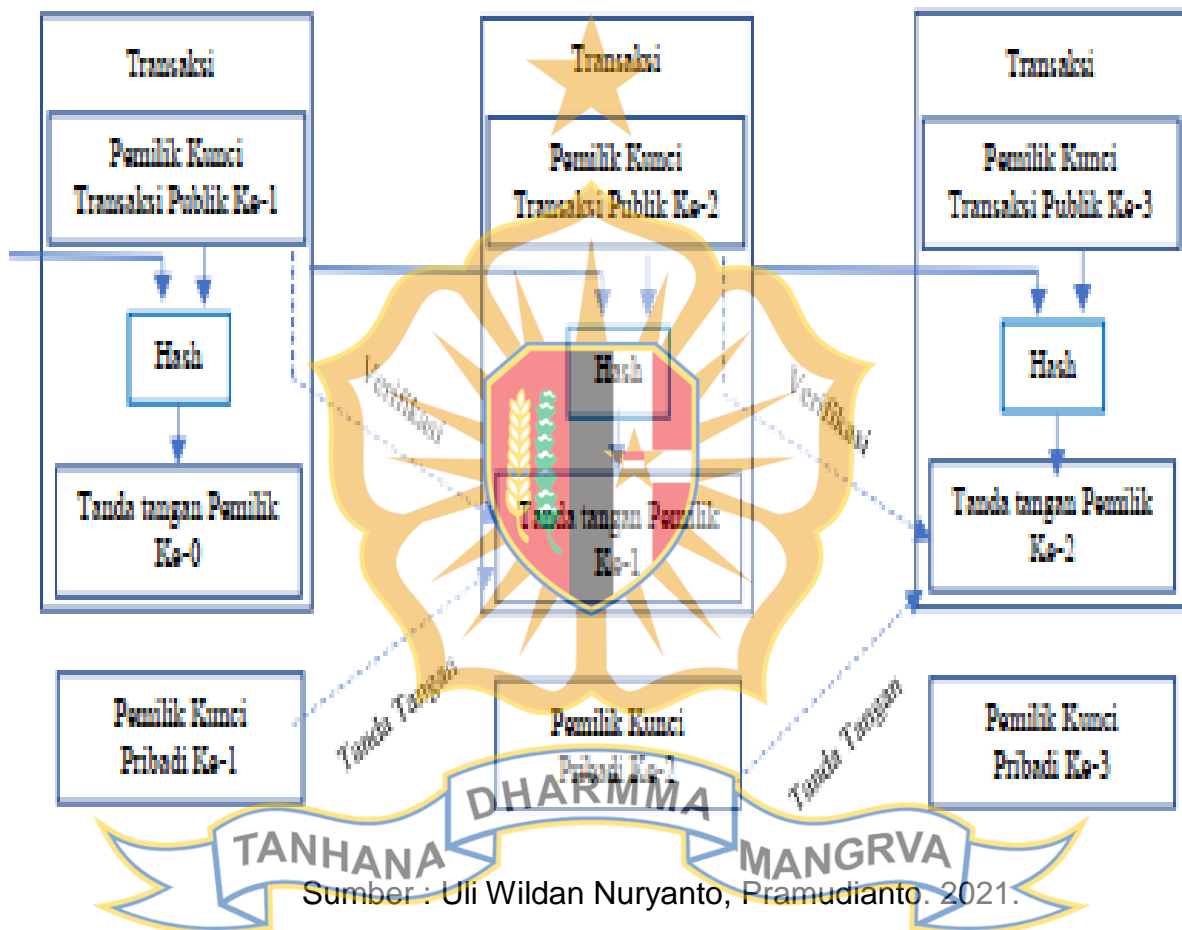 Transaksi
Pemilik Kunci
Transaksi Publik Ke-1
Hash
Tanda tangan Pemilik
Ke-0
Transaksi
Pemilik Kunci
Transaksi Publik Ke-2
Hash
Tanda tangan Pemilik
Ke-1
Transaksi
Pemilik Kunci
Transaksi Publik Ke-3
Hash
Tanda tangan Pemilik
Ke-2
Verifikasi
Verifikasi
Pemilik Kunci
Pribadi Ke-1
Tanda Tangan
Pemilik Kunci
Pribadi Ke-2
Tanda Tangan
Pemilik Kunci
Pribadi Ke-3
TANHANA DHARMMA MANGRVA
Sumber : Uli Wildan Nuryanto, Pramudianto. 2021.